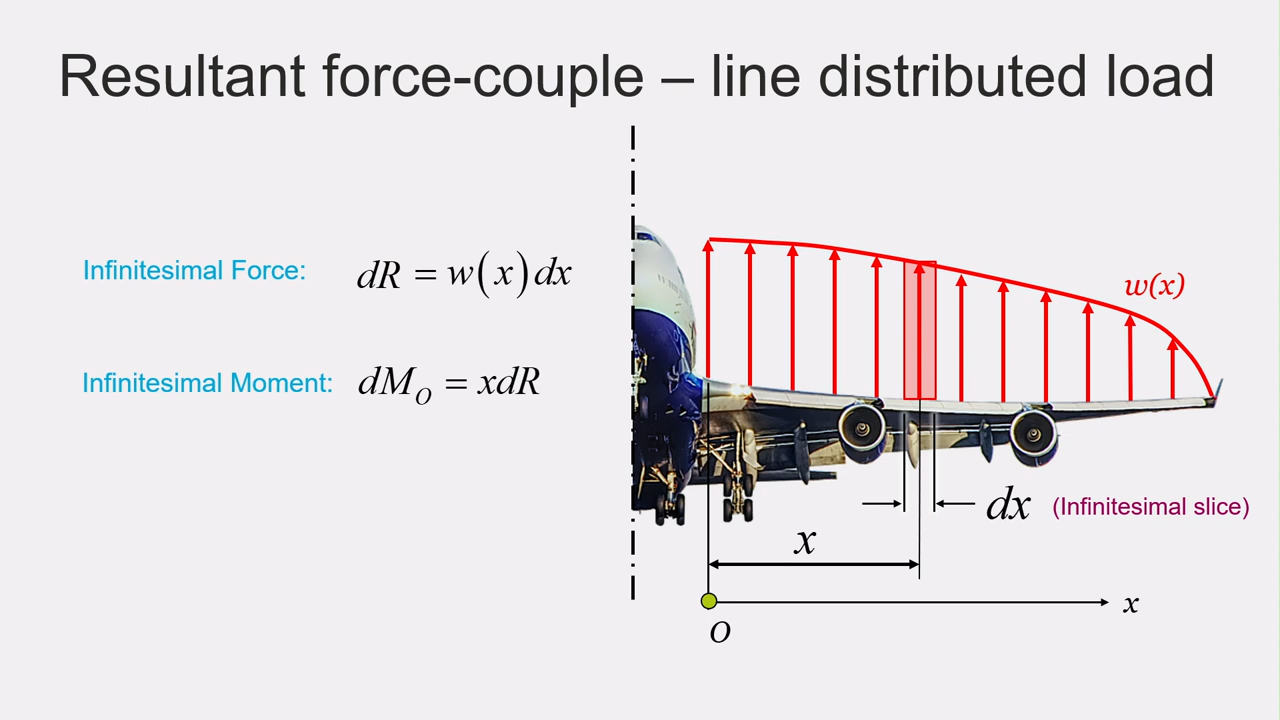 Resultant force-couple – line distributed load
Infinitesimal Force: dR = w(x)dx
Infinitesimal Moment: dM_O = xdR
w(x)
dx (Infinitesimal slice)
x
x
O